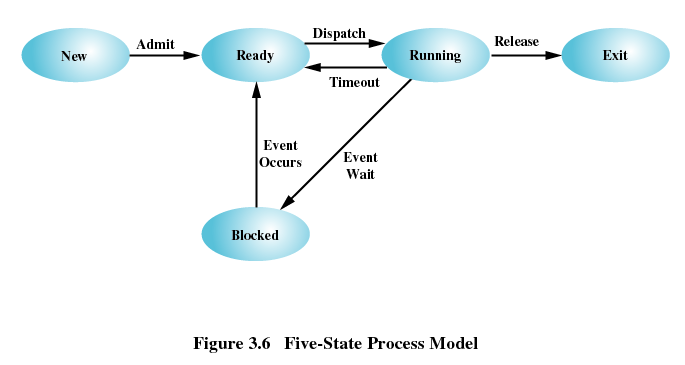 Dispatch
Admit
Release
New
Ready
Running
Exit
Timeout
Event
Occurs
Event
Wait
Blocked
Figure 3.6 Five-State Process Model